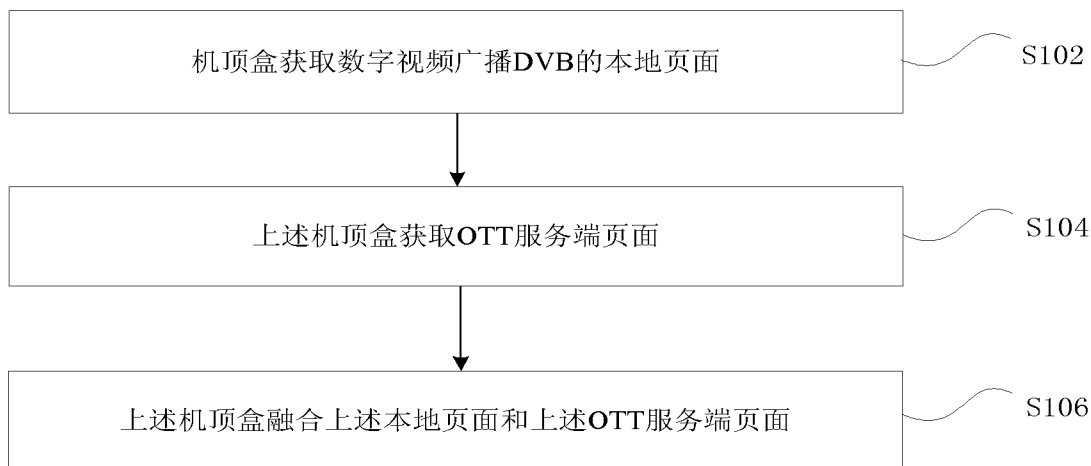 机顶盒获取数字视频广播DVB的本地页面
S102
上述机顶盒获取OTT服务端页面
S104
上述机顶盒融合上述本地页面和上述OTT服务端页面
S106